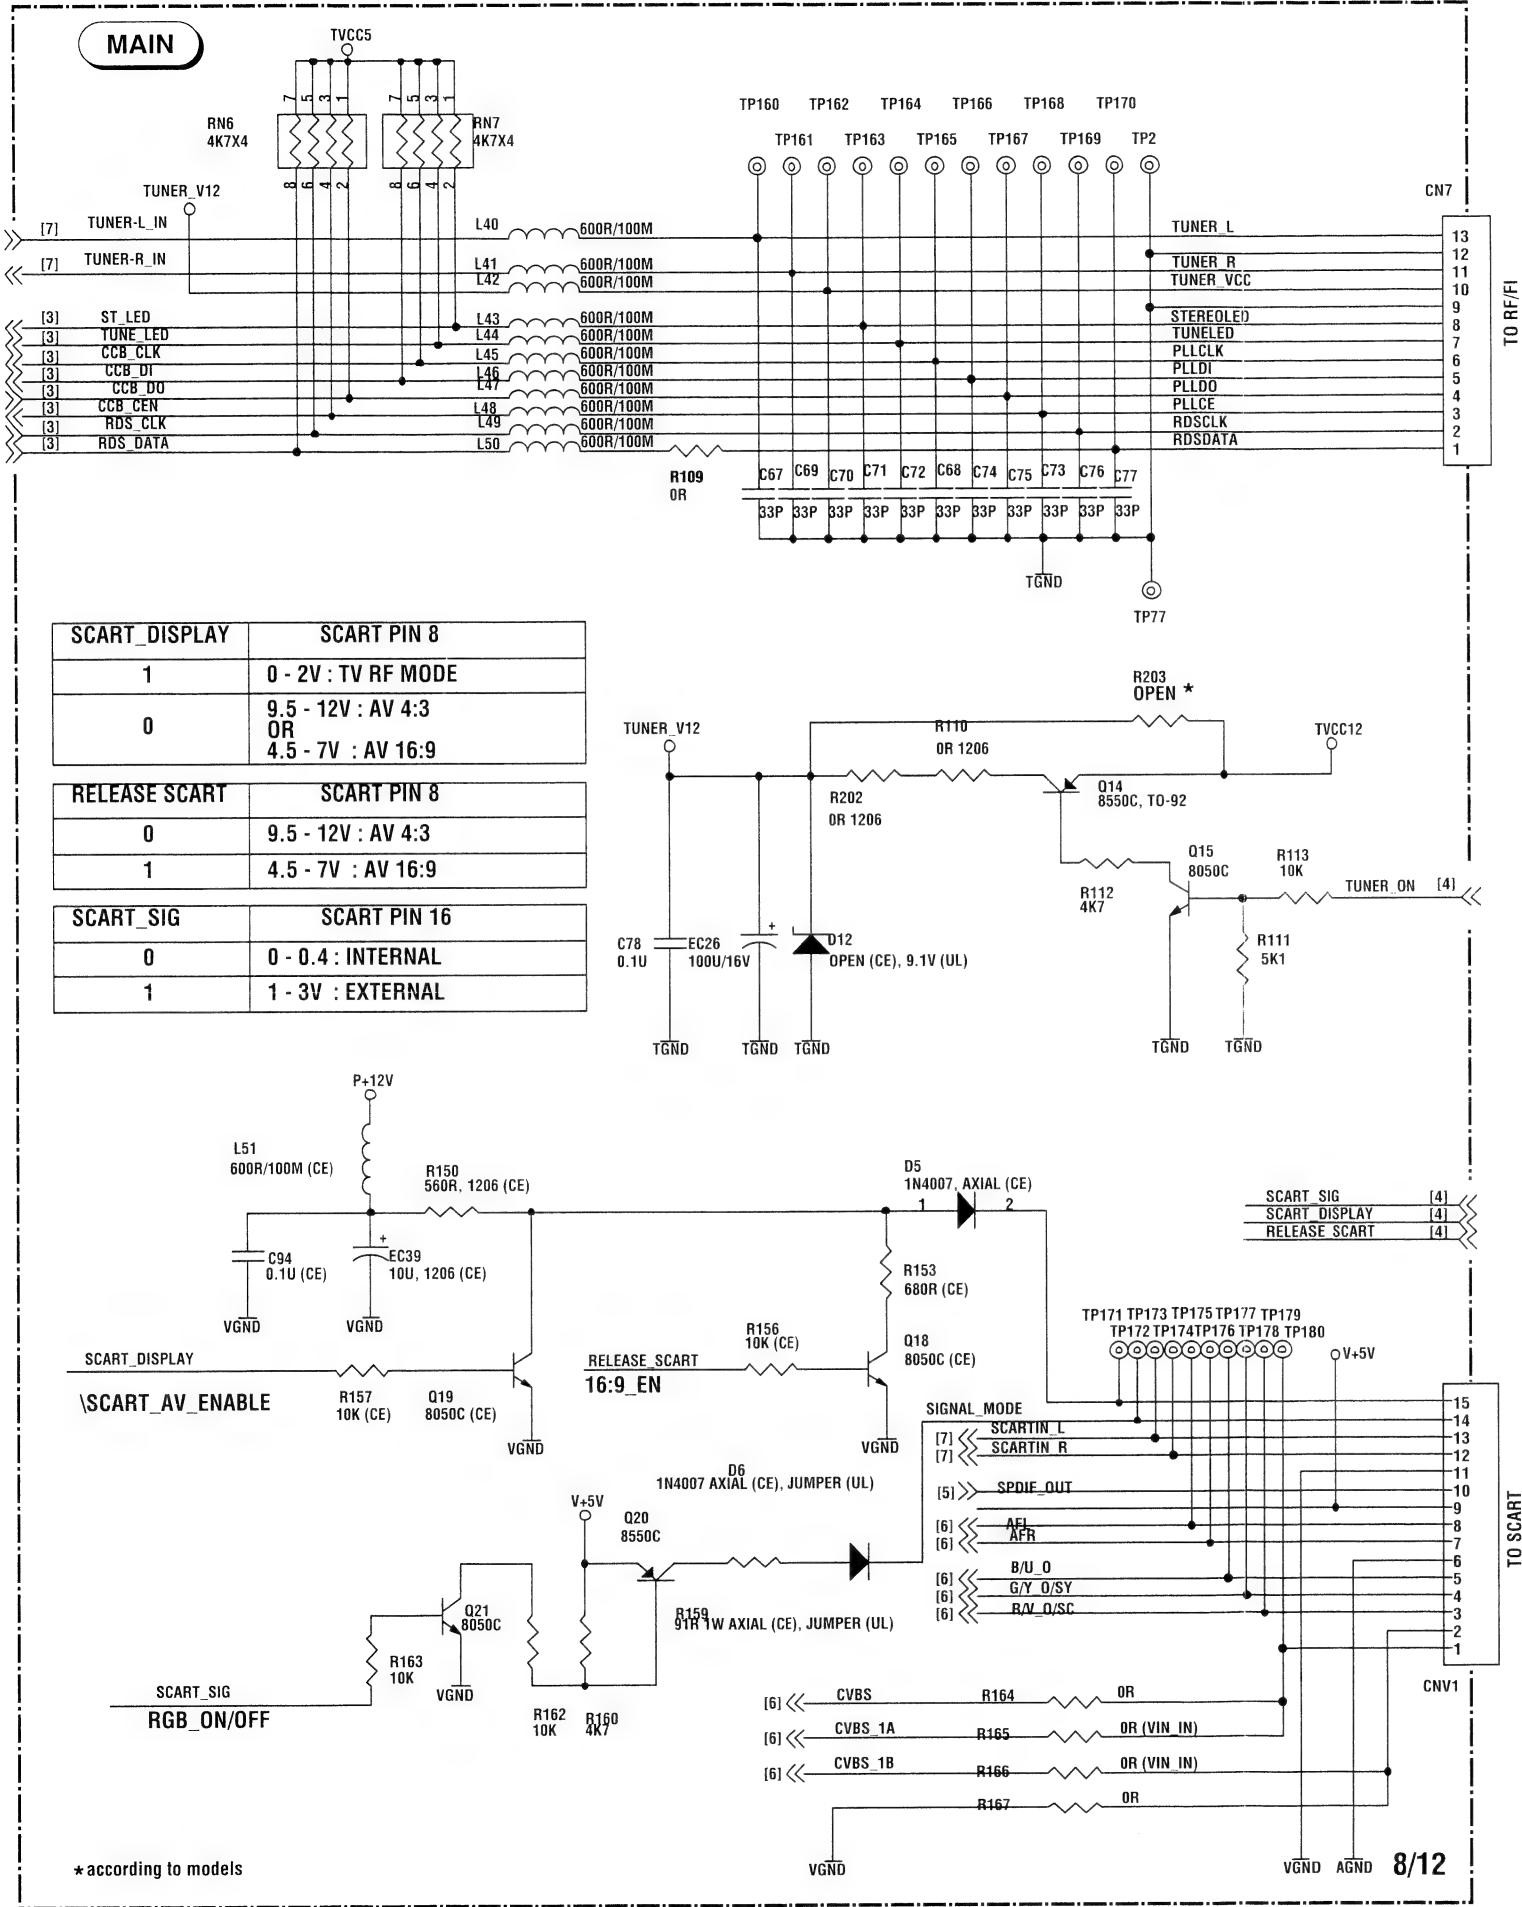 MAIN
TVCC5
7 5 3 1
7 5 3 1
RN6
4K7X4
RN7
4K7X4
8 6 4 2
8 6 4 2
TP160 TP162 TP164 TP166 TP168 TP170
TP161 TP163 TP165 TP167 TP169 TP2
CN7
TUNER_V12
[7] TUNER-L_IN L40 600R/100M TUNER_L 13
12
[7] TUNER-R_IN L41 600R/100M TUNER_R 11
L42 600R/100M TUNER_VCC 10
9
[3] ST_LED L43 600R/100M STEREOLED 8
[3] TUNE_LED L44 600R/100M TUNELED 7
[3] CCB_CLK L45 600R/100M PLLCLK 6
[3] CCB_DI L46 600R/100M PLLDI 5
[3] CCB_DO L47 600R/100M PLLDO 4
[3] CCB_CEN L48 600R/100M PLLCE 3
[3] RDS_CLK L49 600R/100M RDSCLK 2
[3] RDS_DATA L50 600R/100M RDSDATA 1
TO RF/FI
R109
0R
C67 C69 C70 C71 C72 C68 C74 C75 C73 C76 C77
33P 33P 33P 33P 33P 33P 33P 33P 33P 33P 33P
TGND
TP77
SCART_DISPLAY SCART PIN 8
1 0 - 2V : TV RF MODE
0 9.5 - 12V : AV 4:3
OR
4.5 - 7V : AV 16:9
RELEASE SCART SCART PIN 8
0 9.5 - 12V : AV 4:3
1 4.5 - 7V : AV 16:9
SCART_SIG SCART PIN 16
0 0 - 0.4 : INTERNAL
1 1 - 3V : EXTERNAL
R203
OPEN *
TUNER_V12
R110
0R 1206
TVCC12
R202
0R 1206
Q14
8550C, TO-92
Q15
8050C
R113
10K
TUNER_ON [4]
R112
4K7
R111
5K1
C78
0.1U
EC26
100U/16V
+
D12
OPEN (CE), 9.1V (UL)
TGND TGND TGND TGND TGND
P+12V
L51
600R/100M (CE)
R150
560R, 1206 (CE)
D5
1N4007, AXIAL (CE)
1 2
SCART_SIG [4]
SCART_DISPLAY [4]
RELEASE SCART [4]
C94
0.1U (CE)
+
EC39
10U, 1206 (CE)
R153
680R (CE)
VGND VGND
TP171 TP173 TP175 TP177 TP179
TP172 TP174 TP176 TP178 TP180
V+5V
SCART_DISPLAY
\SCART_AV_ENABLE
R157
10K (CE)
Q19
8050C (CE)
VGND
RELEASE_SCART
16:9_EN
R156
10K (CE)
Q18
8050C (CE)
VGND
15
SIGNAL_MODE 14
[7] SCARTIN_L 13
[7] SCARTIN_R 12
11
[5] SPDIF_OUT 10
9
[6] AFL 8
[6] AFR 7
6
[6] B/U_O 5
[6] G/Y_O/SY 4
[6] R/V_O/SC 3
2
1
TO SCART
CNV1
D6
1N4007 AXIAL (CE), JUMPER (UL)
V+5V
Q20
8550C
R159
91R 1W AXIAL (CE), JUMPER (UL)
Q21
8050C
R163
10K
VGND
SCART_SIG
RGB_ON/OFF
R162
10K
R160
4K7
[6] CVBS R164 0R
[6] CVBS_1A R165 0R (VIN_IN)
[6] CVBS_1B R166 0R (VIN_IN)
R167 0R
VGND
VGND AGND
* according to models
8/12